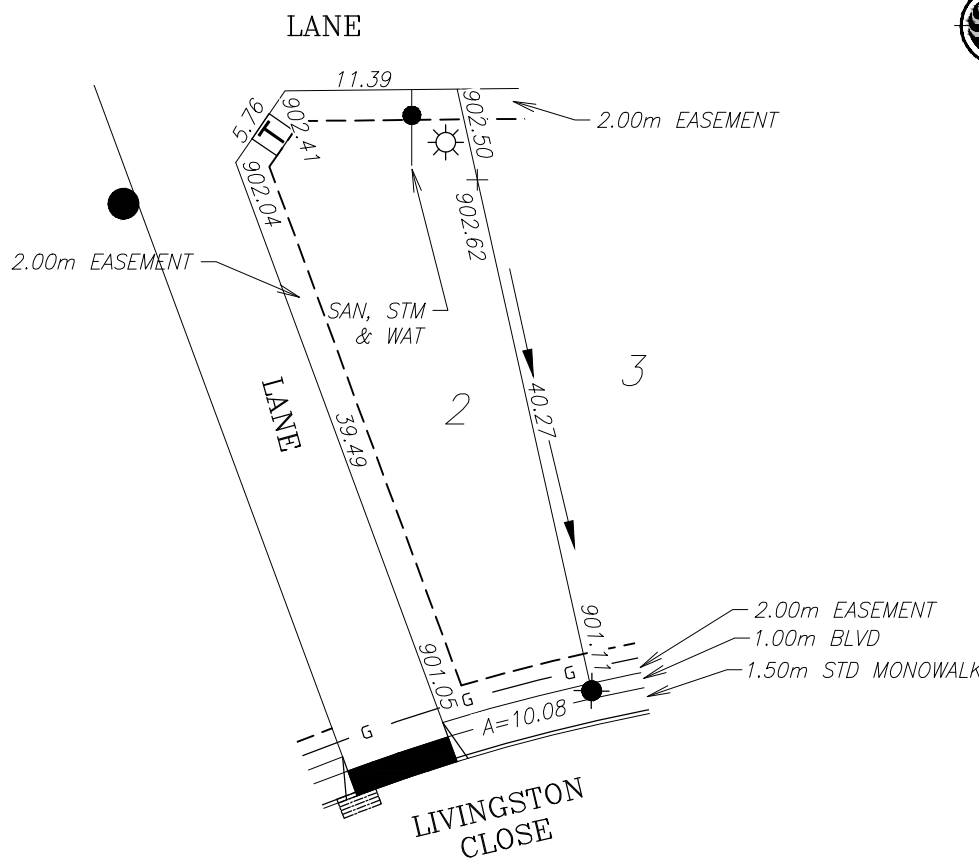 LANE
11.39
5.76
T
902.41
902.50
2.00m EASEMENT
902.04
902.62
2.00m EASEMENT
SAN, STM
& WAT
LANE
39.49
2
40.27
3
901.05
901.11
2.00m EASEMENT
1.00m BLVD
1.50m STD MONOWALK
G
G
G
A=10.08
LIVINGSTON
CLOSE